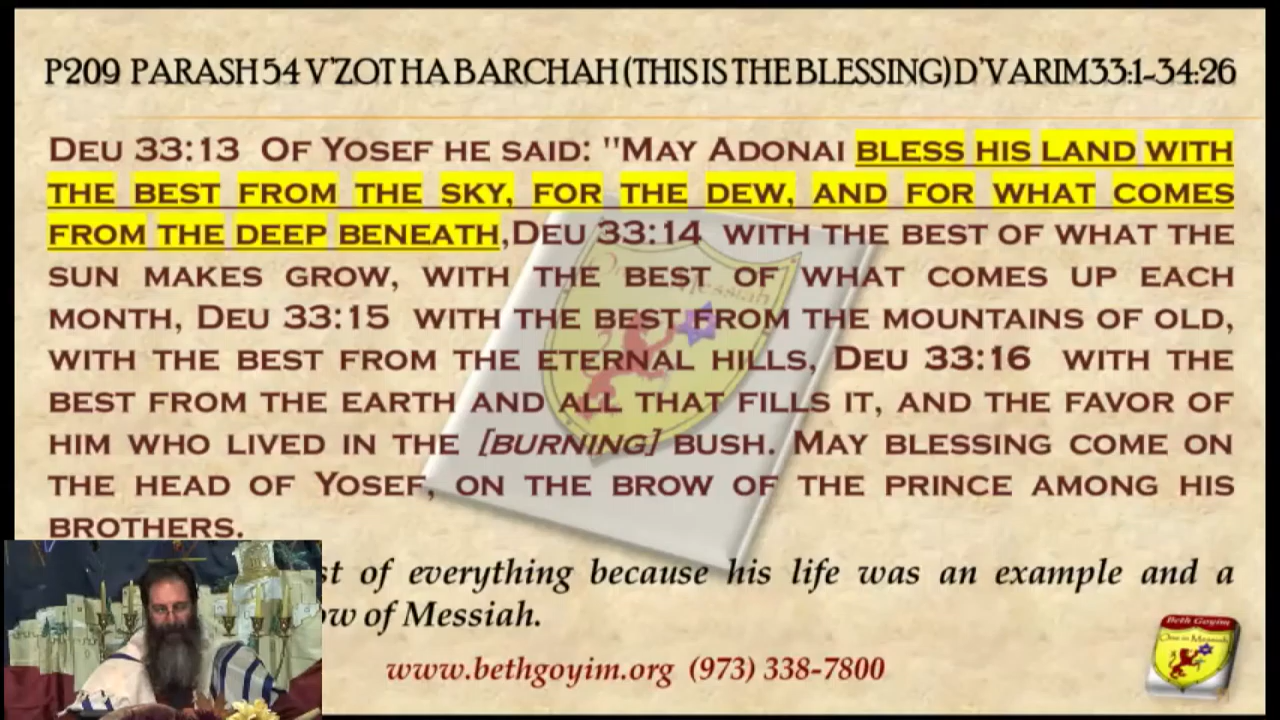 P209 PARASH 54 V'ZOT HA BARCHAH (THIS IS THE BLESSING) D'VARIM 33:1-34:26
DEU 33:13 OF YOSEF HE SAID: "MAY ADONAI BLESS HIS LAND WITH
THE BEST FROM THE SKY, FOR THE DEW, AND FOR WHAT COMES
FROM THE DEEP BENEATH,DEU 33:14 WITH THE BEST OF WHAT THE
SUN MAKES GROW, WITH THE BEST OF WHAT COMES UP EACH
MONTH, DEU 33:15 WITH THE BEST FROM THE MOUNTAINS OF OLD,
WITH THE BEST FROM THE ETERNAL HILLS, DEU 33:16 WITH THE
BEST FROM THE EARTH AND ALL THAT FILLS IT, AND THE FAVOR OF
HIM WHO LIVED IN THE [BURNING] BUSH. MAY BLESSING COME ON
THE HEAD OF YOSEF, ON THE BROW OF THE PRINCE AMONG HIS
BROTHERS.
of everything because his life was an example and a
of Messiah.
www.bethgoyim.org (973) 338-7800
Beth Goyim
One in Messiah